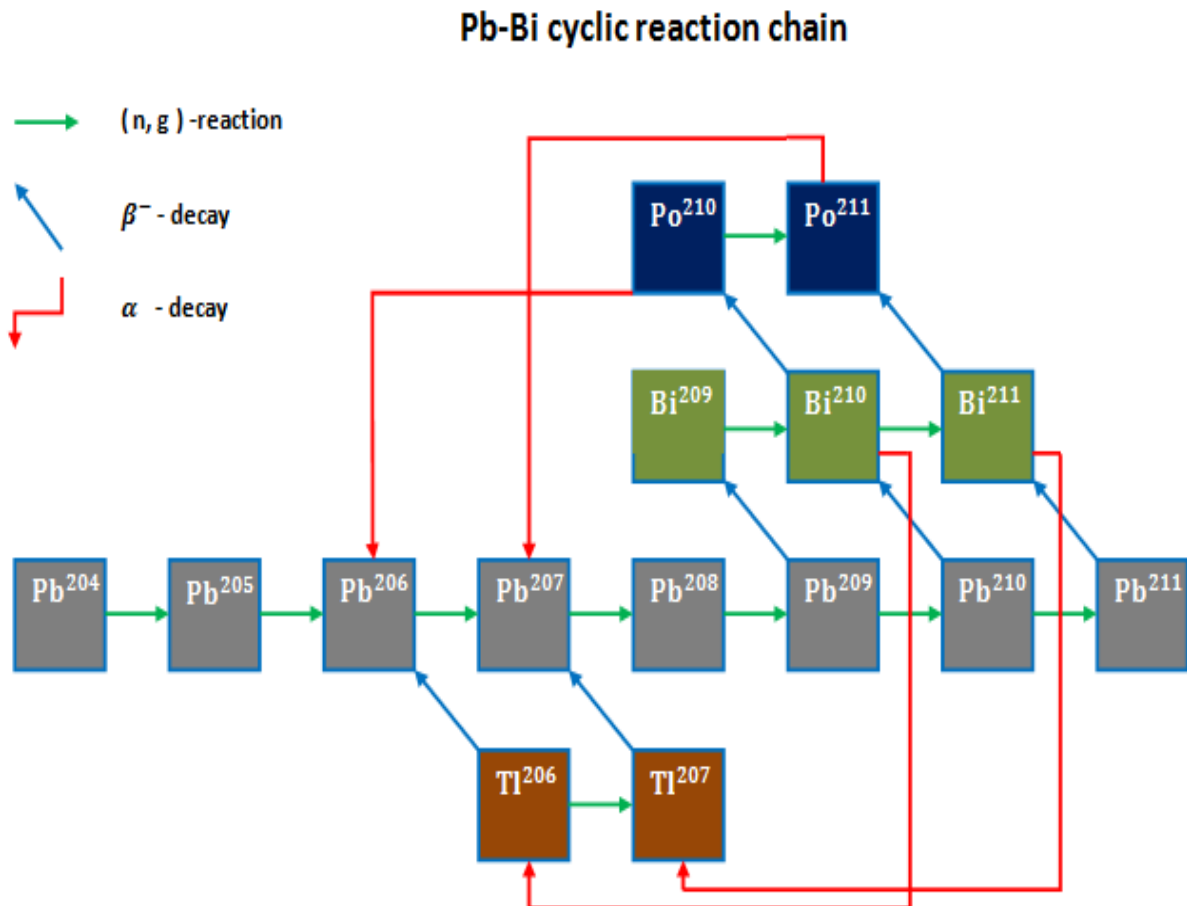 Pb-Bi cyclic reaction chain
( n, g ) -reaction
β⁻ - decay
α - decay
Po²¹⁰ Po²¹¹
Bi²⁰⁹ Bi²¹⁰ Bi²¹¹
Pb²⁰⁴ Pb²⁰⁵ Pb²⁰⁶ Pb²⁰⁷ Pb²⁰⁸ Pb²⁰⁹ Pb²¹⁰ Pb²¹¹
Tl²⁰⁶ Tl²⁰⁷